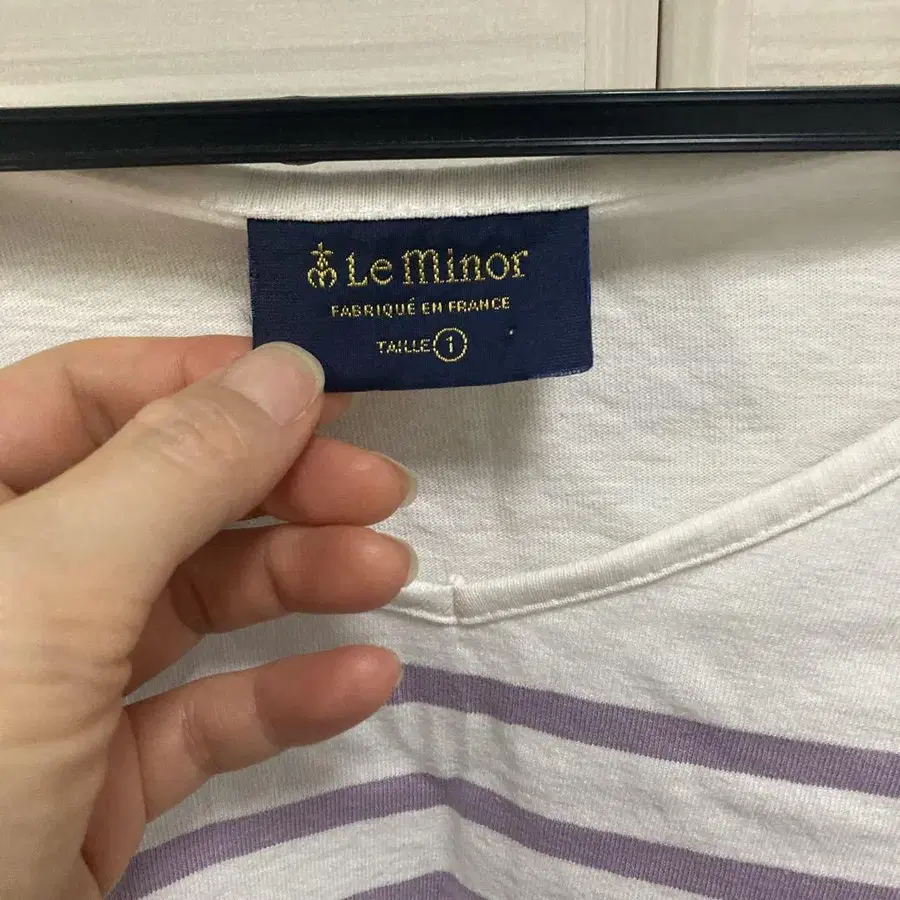 Le Minor
FABRIQUÉ EN FRANCE
TAILLE 1